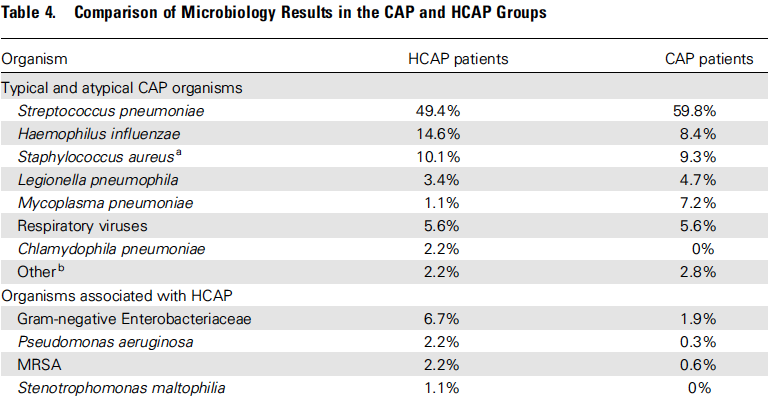 Table 4. Comparison of Microbiology Results in the CAP and HCAP Groups
Organism HCAP patients CAP patients
Typical and atypical CAP organisms
Streptococcus pneumoniae 49.4% 59.8%
Haemophilus influenzae 14.6% 8.4%
Staphylococcus aureus a 10.1% 9.3%
Legionella pneumophila 3.4% 4.7%
Mycoplasma pneumoniae 1.1% 7.2%
Respiratory viruses 5.6% 5.6%
Chlamydophila pneumoniae 2.2% 0%
Other b 2.2% 2.8%
Organisms associated with HCAP
Gram-negative Enterobacteriaceae 6.7% 1.9%
Pseudomonas aeruginosa 2.2% 0.3%
MRSA 2.2% 0.6%
Stenotrophomonas maltophilia 1.1% 0%